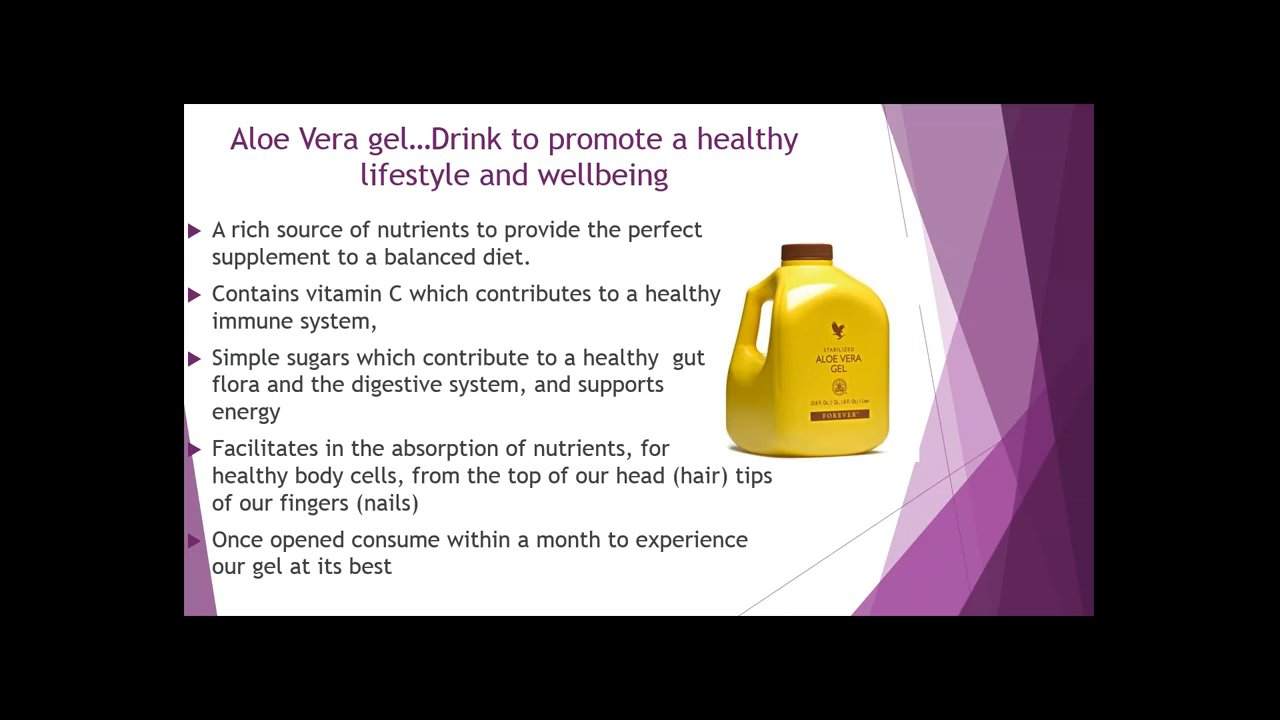 Aloe Vera gel…Drink to promote a healthy
lifestyle and wellbeing
A rich source of nutrients to provide the perfect
supplement to a balanced diet.
Contains vitamin C which contributes to a healthy
immune system,
Simple sugars which contribute to a healthy  gut
flora and the digestive system, and supports
energy
Facilitates in the absorption of nutrients, for
healthy body cells, from the top of our head (hair) tips
of our fingers (nails)
Once opened consume within a month to experience
our gel at its best
STABILIZED
ALOE VERA
GEL
FOREVER